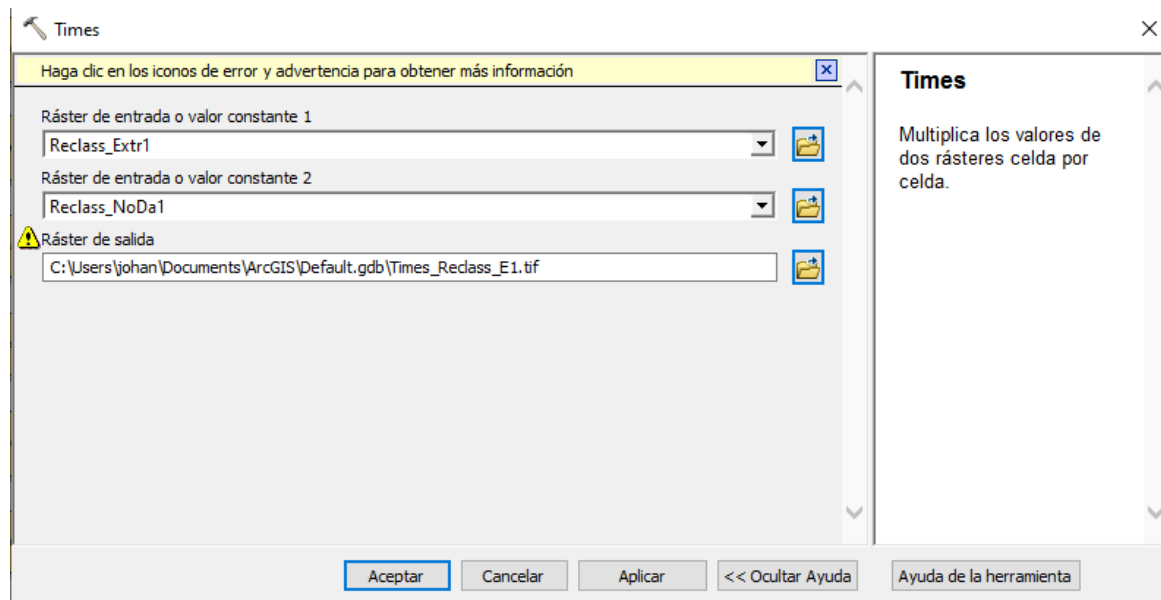 Times
Haga clic en los iconos de error y advertencia para obtener más información
Ráster de entrada o valor constante 1
Reclass_Extr1
Ráster de entrada o valor constante 2
Reclass_NoDa1
Ráster de salida
C:\Users\johan\Documents\ArcGIS\Default.gdb\Times_Reclass_E1.tif
Times
Multiplica los valores de
dos rásteres celda por
celda.
Aceptar
Cancelar
Aplicar
<< Ocultar Ayuda
Ayuda de la herramienta